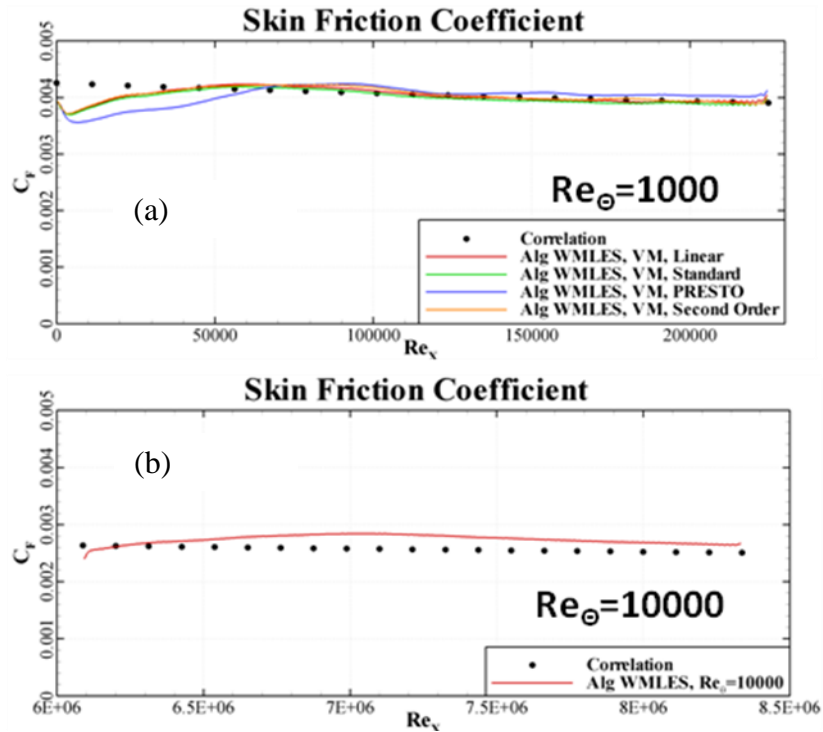 Skin Friction Coefficient
0.005
0.004
0.003
0.002
0.001
0
C_F
(a)
Re_Θ=1000
Correlation
Alg WMLES, VM, Linear
Alg WMLES, VM, Standard
Alg WMLES, VM, PRESTO
Alg WMLES, VM, Second Order
0 50000 100000 150000 200000
Re_X
Skin Friction Coefficient
0.005
0.004
0.003
0.002
0.001
0
C_F
(b)
Re_Θ=10000
Correlation
Alg WMLES, Re_θ=10000
6E+06 6.5E+06 7E+06 7.5E+06 8E+06 8.5E+06
Re_X